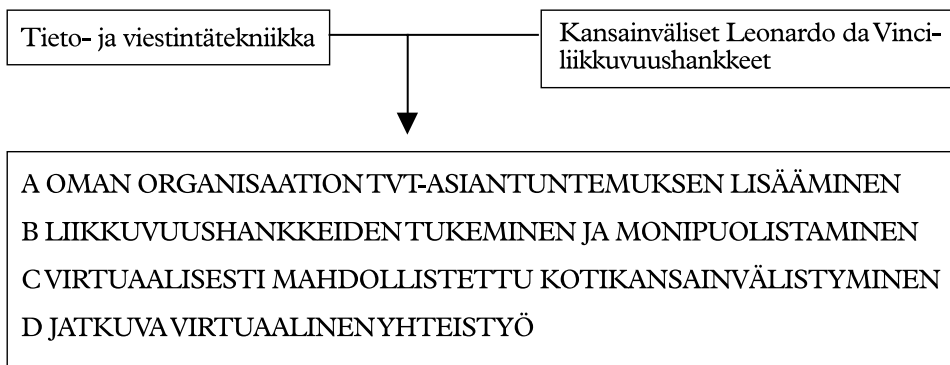 Tieto- ja viestintätekniikka
Kansainväliset Leonardo da Vinci-
liikkuvuushankkeet
A OMAN ORGANISAATION TVT-ASIANTUNTEMUKSEN LISÄÄMINEN
B LIIKKUVUUSHANKKEIDEN TUKEMINEN JA MONIPUOLISTAMINEN
C VIRTUAALISESTI MAHDOLLISTETTU KOTIKANSAINVÄLISTYMINEN
D JATKUVA VIRTUAALINEN YHTEISTYÖ